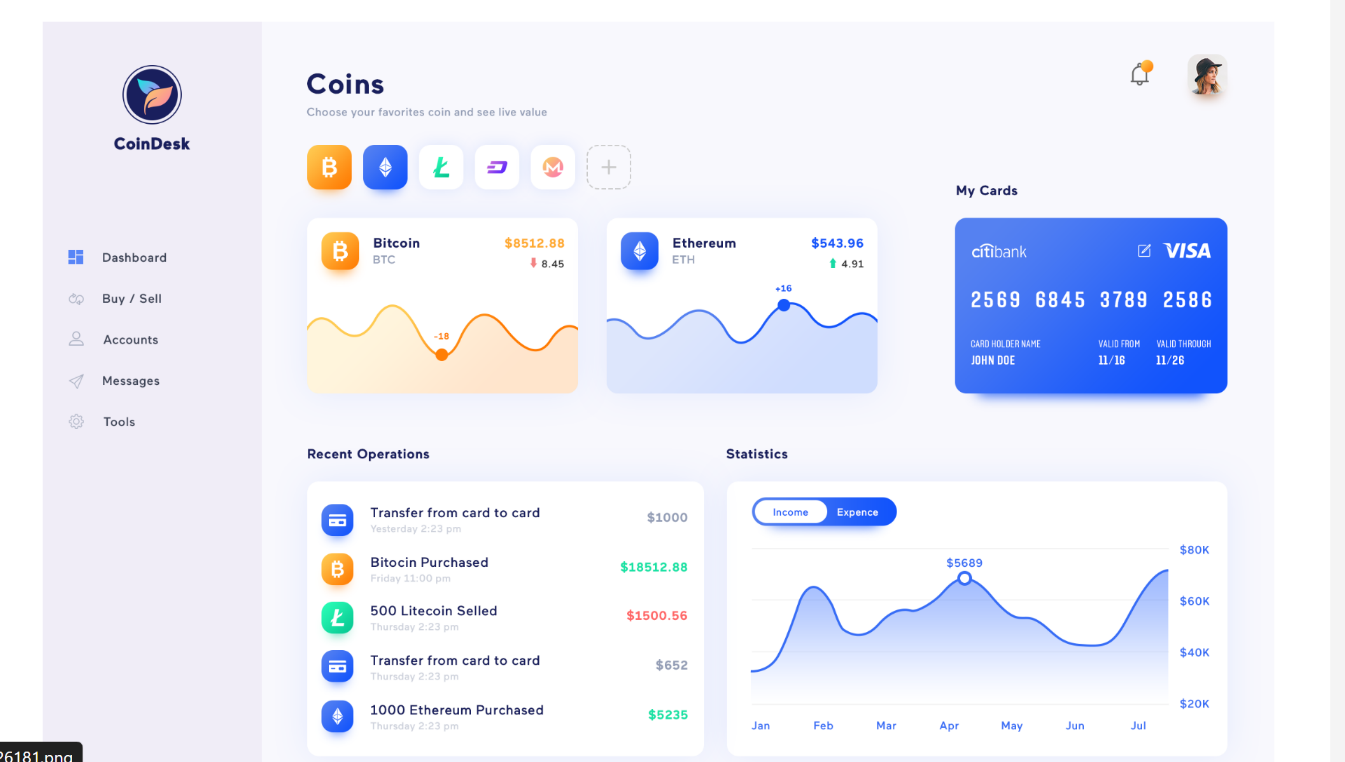 CoinDesk
Dashboard
Buy / Sell
Accounts
Messages
Tools
Coins
Choose your favorites coin and see live value
Bitcoin
BTC
$8512.88
8.45
-18
Ethereum
ETH
$543.96
4.91
+16
My Cards
citibank
VISA
2569 6845 3789 2586
CARD HOLDER NAME
JOHN DOE
VALID FROM
11/16
VALID THROUGH
11/26
Recent Operations
Transfer from card to card
Yesterday 2:23 pm
$1000
Bitocin Purchased
Friday 11:00 pm
$18512.88
500 Litecoin Selled
Thursday 2:23 pm
$1500.56
Transfer from card to card
Thursday 2:23 pm
$652
1000 Ethereum Purchased
Thursday 2:23 pm
$5235
Statistics
Income Expence
$5689
$80K
$60K
$40K
$20K
Jan Feb Mar Apr May Jun Jul
26181.png